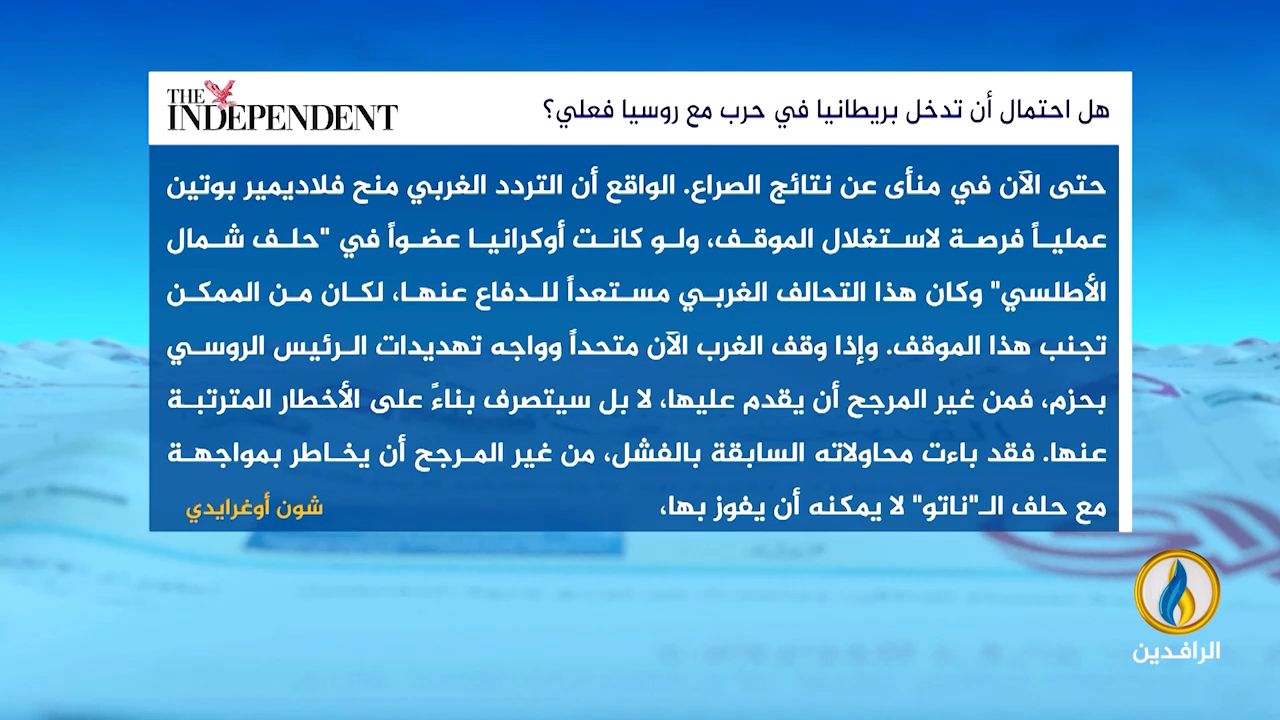 THE
INDEPENDENT
هل احتمال أن تدخل بريطانيا في حرب مع روسيا فعلي؟
حتى الآن في منأى عن نتائج الصراع. الواقع أن التردد الغربي منح فلاديمير بوتين
عملياً فرصة لاستغلال الموقف، ولو كانت أوكرانيا عضواً في "حلف شمال
الأطلسي" وكان هذا التحالف الغربي مستعداً للدفاع عنها، لكان من الممكن
تجنب هذا الموقف. وإذا وقف الغرب الآن متحداً وواجه تهديدات الرئيس الروسي
بحزم، فمن غير المرجح أن يقدم عليها، لا بل سيتصرف بناءً على الأخطار المترتبة
عنها. فقد باءت محاولاته السابقة بالفشل، من غير المرجح أن يخاطر بمواجهة
مع حلف الـ"ناتو" لا يمكنه أن يفوز بها،
شون أوغرايدي
الرافدين